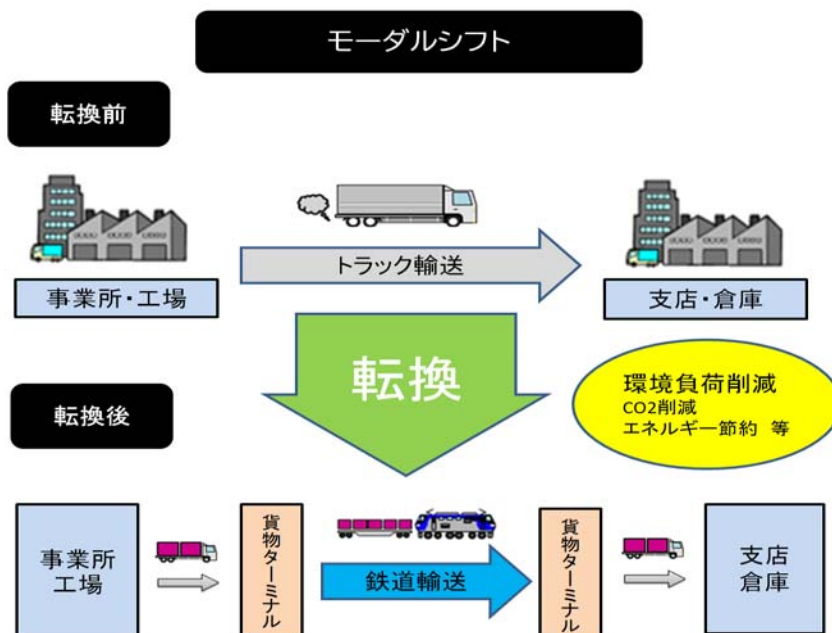 モーダルシフト
転換前
トラック輸送
事業所・工場
支店・倉庫
転換
環境負荷削減
CO2削減
エネルギー節約 等
転換後
事業所
工場
貨物ターミナル
鉄道輸送
貨物ターミナル
支店
倉庫